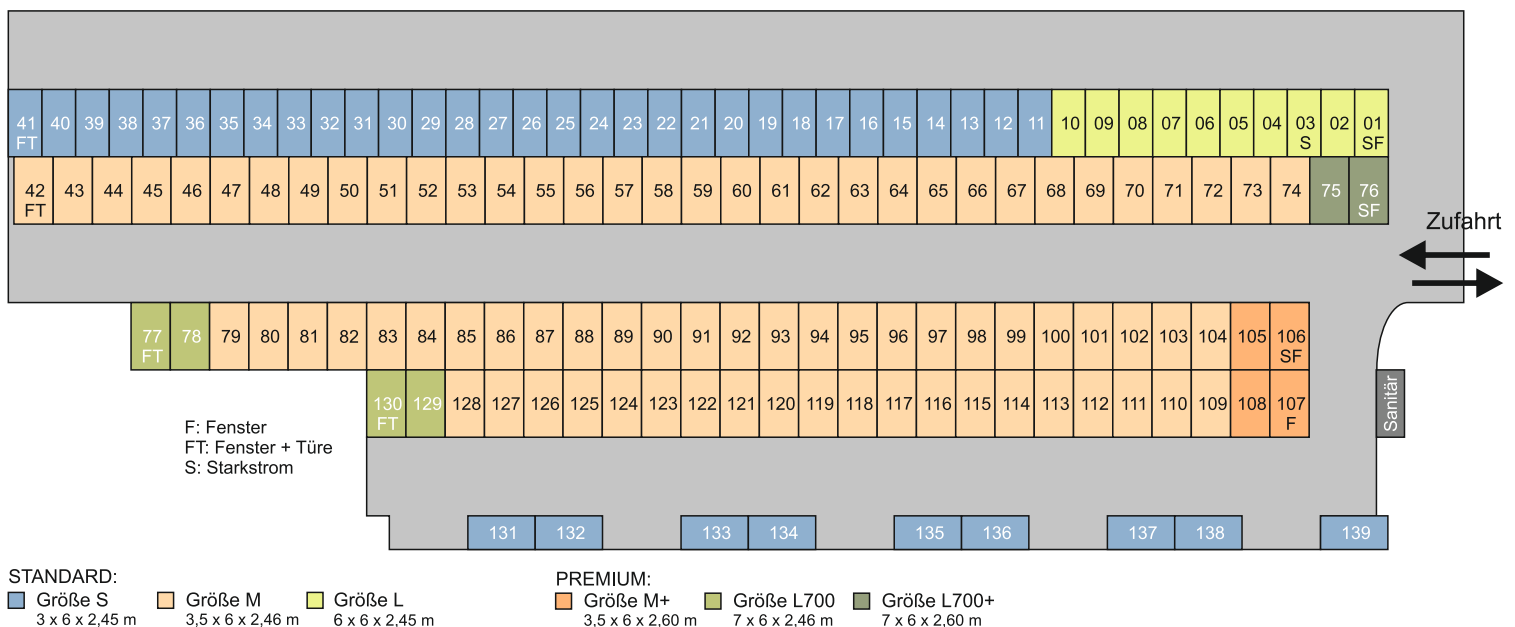 41 40 39 38 37 36 35 34 33 32 31 30 29 28 27 26 25 24 23 22 21 20 19 18 17 16 15 14 13 12 11 10 09 08 07 06 05 04 03 02 01
FT S SF
42 43 44 45 46 47 48 49 50 51 52 53 54 55 56 57 58 59 60 61 62 63 64 65 66 67 68 69 70 71 72 73 74 75 76
FT SF
Zufahrt
77 78 79 80 81 82 83 84 85 86 87 88 89 90 91 92 93 94 95 96 97 98 99 100 101 102 103 104 105 106
FT SF
130 129 128 127 126 125 124 123 122 121 120 119 118 117 116 115 114 113 112 111 110 109 108 107
FT F
Sanitär
F: Fenster
FT: Fenster + Türe
S: Starkstrom
131 132 133 134 135 136 137 138 139
STANDARD: PREMIUM:
Größe S Größe M Größe L Größe M+ Größe L700 Größe L700+
3 x 6 x 2,45 m 3,5 x 6 x 2,46 m 6 x 6 x 2,45 m 3,5 x 6 x 2,60 m 7 x 6 x 2,46 m 7 x 6 x 2,60 m